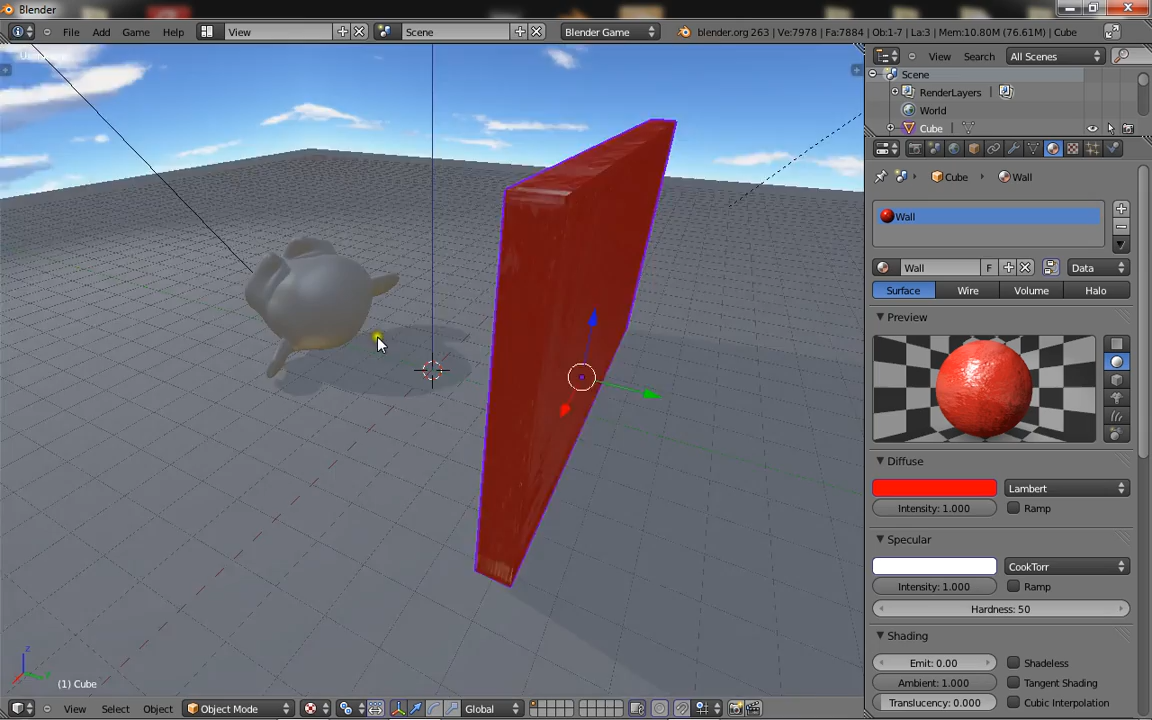 Blender
File Add Game Help View Scene Blender Game blender.org 263 | Ve:7978 | Fa:7884 | Ob:1-7 | La:3 | Mem:10.80M (76.61M) | Cube
View Search All Scenes
Scene
RenderLayers
World
Cube
Cube Wall
Wall
Wall F Data
Surface Wire Volume Halo
Preview
Diffuse
Lambert
Intensity: 1.000 Ramp
Specular
CookTorr
Intensity: 1.000 Ramp
Hardness: 50
Shading
Emit: 0.00 Shadeless
Ambient: 1.000 Tangent Shading
Translucency: 0.000 Cubic Interpolation
z
(1) Cube
View Select Object Object Mode Global